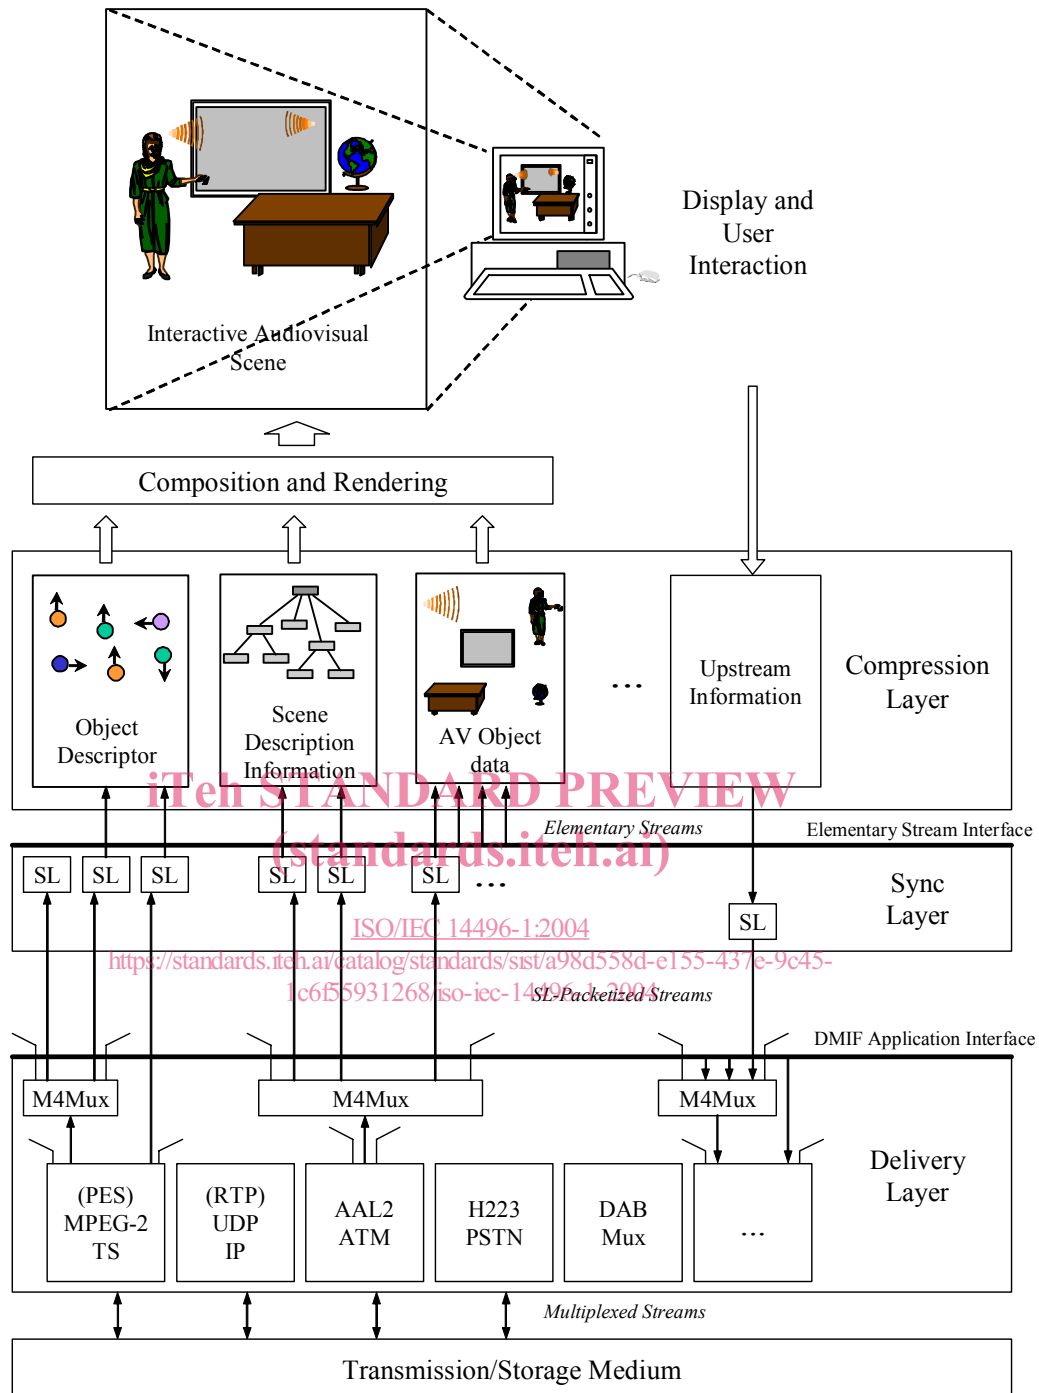 Display and
User
Interaction
Interactive Audiovisual
Scene
Composition and Rendering
Object
Descriptor
Scene
Description
Information
AV Object
data
...
Upstream
Information
Compression
Layer
iTeh STANDARD PREVIEW
Elementary Streams
Elementary Stream Interface
(standards.iteh.ai)
SL
SL
SL
SL
SL
SL
...
SL
Sync
Layer
ISO/IEC 14496-1:2004
https://standards.iteh.ai/catalog/standards/sist/a98d558d-e155-437e-9c45-
1c6f55931268/iso-iec-14496-1-2004
SL-Packetized Streams
DMIF Application Interface
M4Mux
M4Mux
M4Mux
Delivery
Layer
(PES)
MPEG-2
TS
(RTP)
UDP
IP
AAL2
ATM
H223
PSTN
DAB
Mux
...
Multiplexed Streams
Transmission/Storage Medium